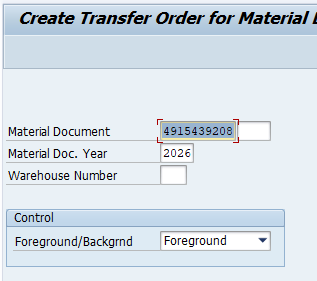 Create Transfer Order for Material
Material Document 4915439208
Material Doc. Year 2026
Warehouse Number
Control
Foreground/Backgrnd Foreground